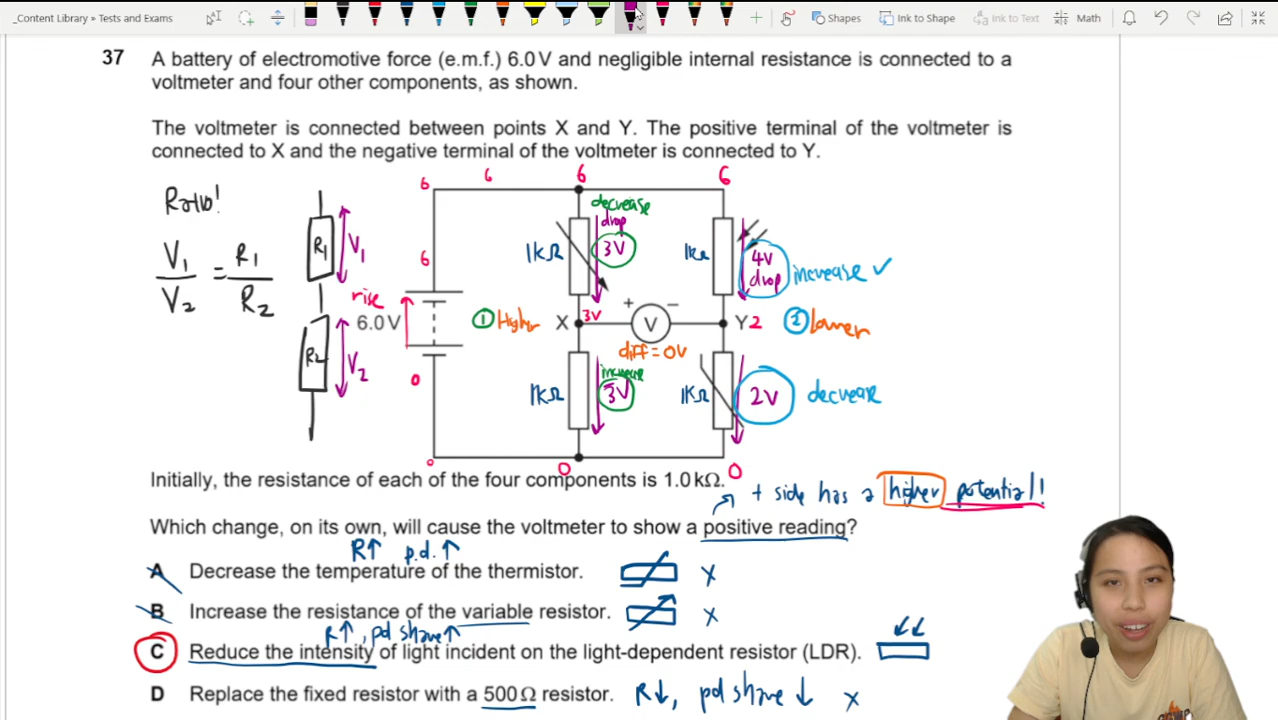 _Content Library » Tests and Exams
Shapes
Ink to Shape
Ink to Text
Math
37 A battery of electromotive force (e.m.f.) 6.0 V and negligible internal resistance is connected to a
voltmeter and four other components, as shown.
The voltmeter is connected between points X and Y. The positive terminal of the voltmeter is
connected to X and the negative terminal of the voltmeter is connected to Y.
6 6 6 6
Ratio!
decrease
drop
R1 V1 1kΩ 3V 1kΩ 4V
drop increase ✓
V1/V2 = R1/R2
6
rise
6.0 V ① Higher X 3V + V − Y 2 ② Lower
diff = 0V
R2 V2
0
increase
1kΩ 3V 1KΩ 2V decrease
0 0 0
Initially, the resistance of each of the four components is 1.0 kΩ.
+ side has a higher potential!
Which change, on its own, will cause the voltmeter to show a positive reading?
R↑ p.d.↑
A Decrease the temperature of the thermistor. X
B Increase the resistance of the variable resistor. X
R↑, pd share↑
C Reduce the intensity of light incident on the light-dependent resistor (LDR).
D Replace the fixed resistor with a 500 Ω resistor. R↓, pd share↓ X